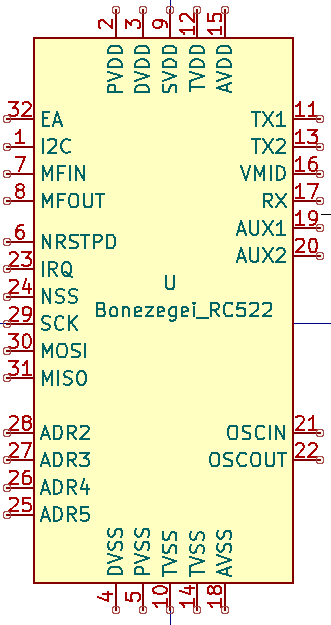 2 3 9 12 15
PVDD DVDD SVDD TVDD AVDD
32 EA TX1 11
1 I2C TX2 13
7 MFIN VMID 16
8 MFOUT RX 17
AUX1 19
6 NRSTPD AUX2 20
23 IRQ
24 NSS U
29 SCK Bonezegei_RC522
30 MOSI
31 MISO
28 ADR2 OSCIN 21
27 ADR3 OSCOUT 22
26 ADR4
25 ADR5
DVSS PVSS TVSS TVSS AVSS
4 5 10 14 18